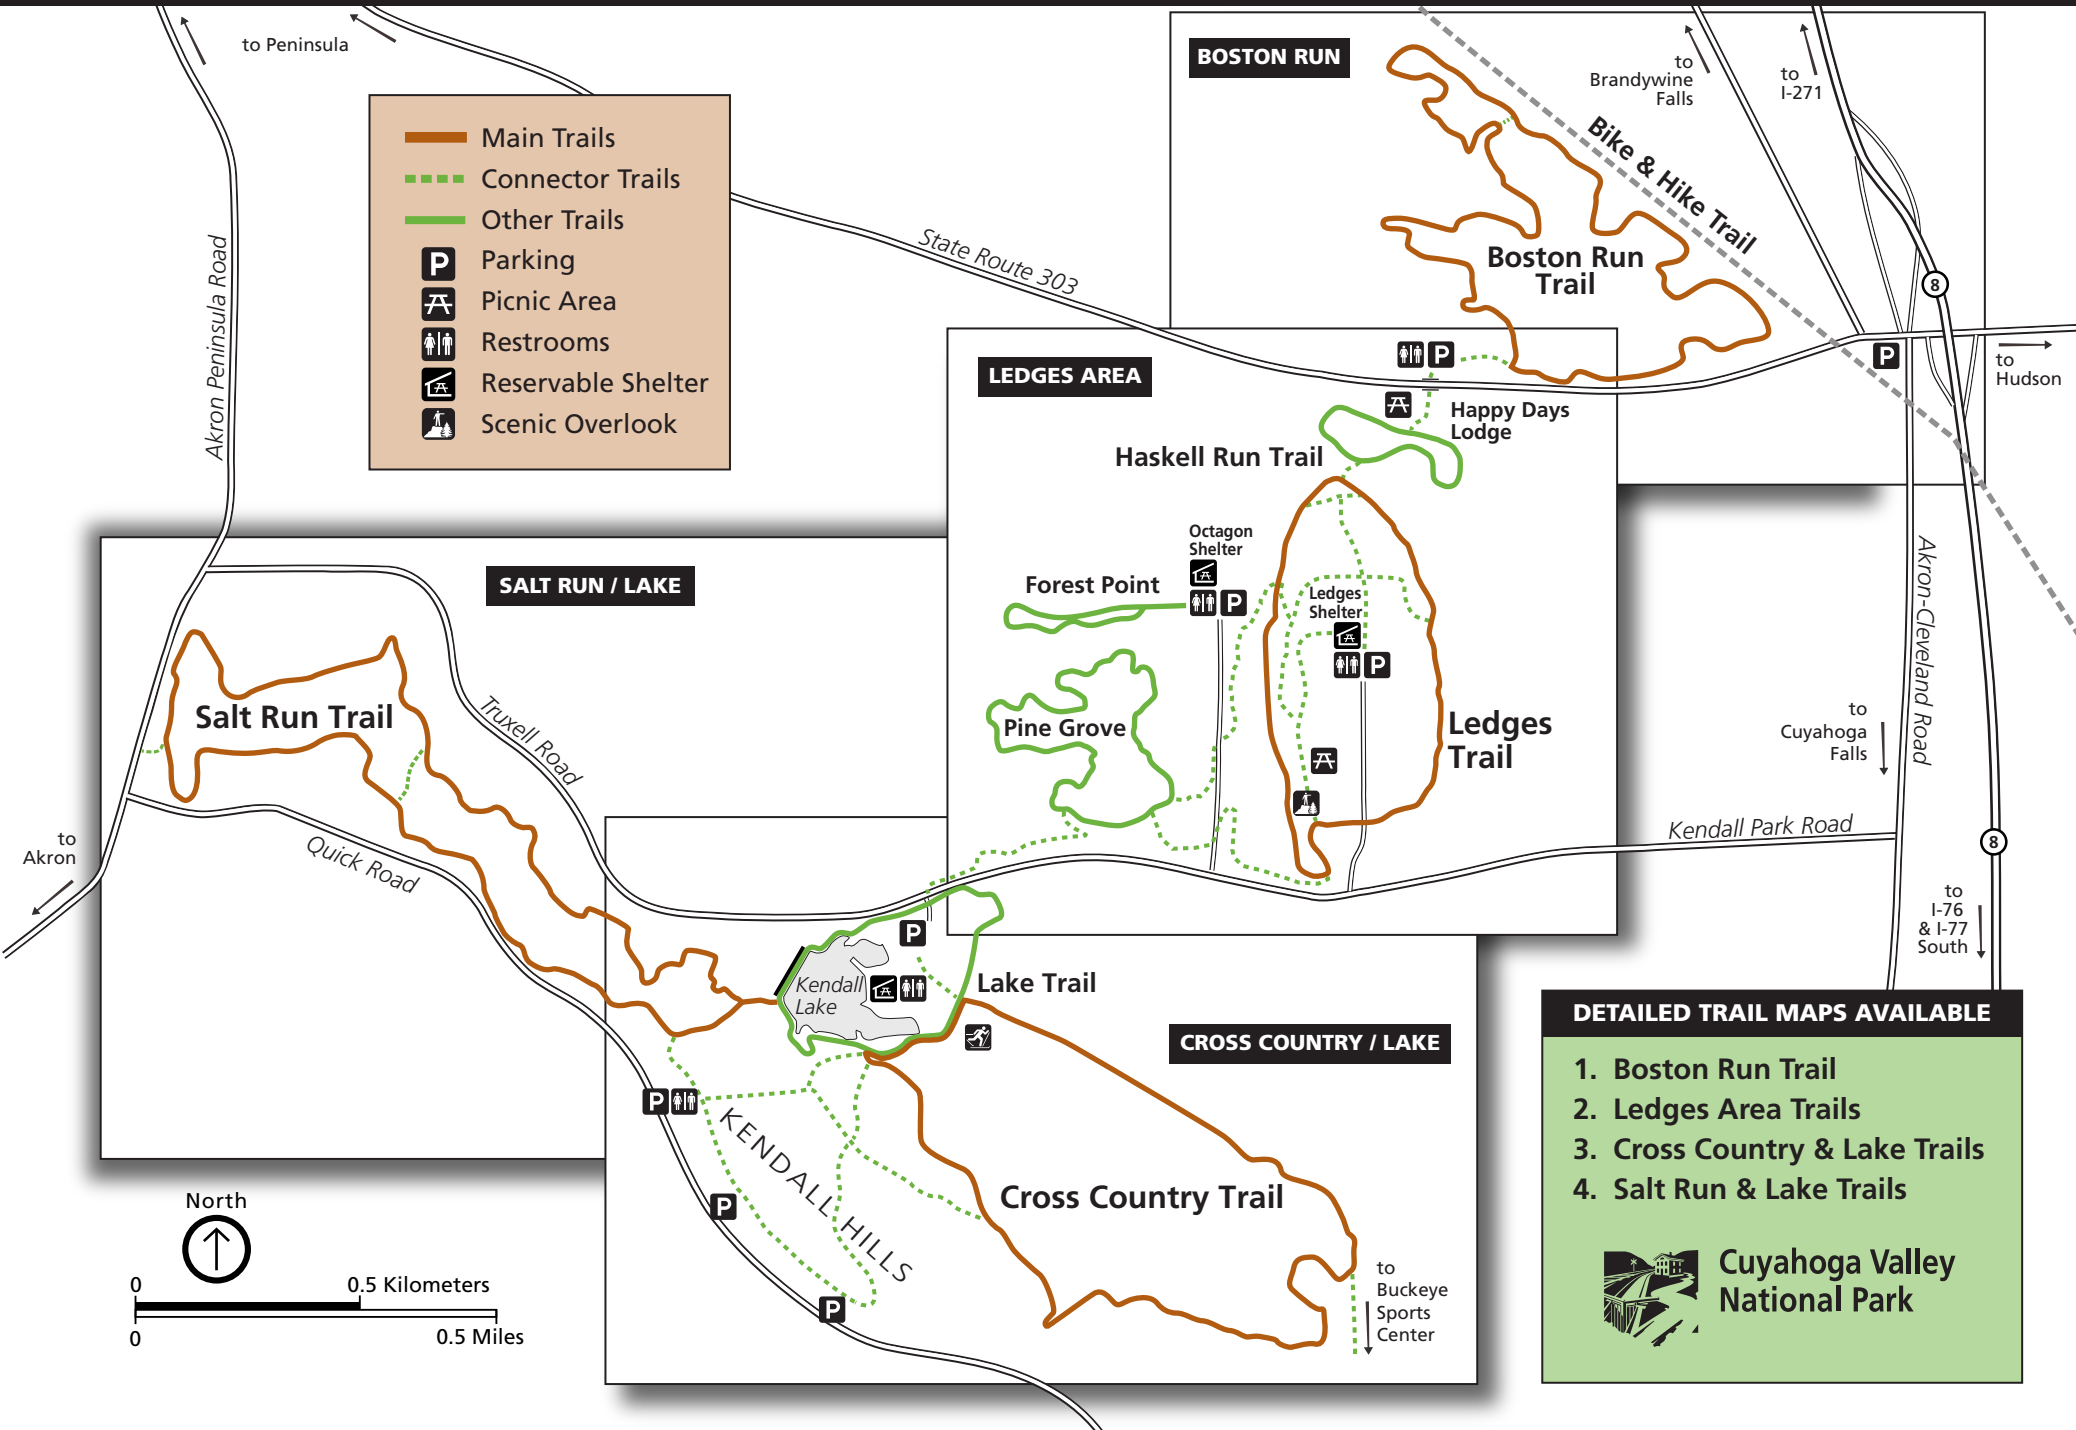 to Peninsula
BOSTON RUN
to
Brandywine
Falls
to
I-271
Main Trails
Connector Trails
Other Trails
P Parking
Picnic Area
Restrooms
Reservable Shelter
Scenic Overlook
Bike & Hike Trail
Akron Peninsula Road
State Route 303
Boston Run
Trail
8
P
P
to
Hudson
LEDGES AREA
Happy Days
Lodge
Haskell Run Trail
Octagon
Shelter
P
Forest Point
Ledges
Shelter
P
SALT RUN / LAKE
Akron-Cleveland Road
Salt Run Trail
Truxell Road
Pine Grove
Ledges
Trail
to
Cuyahoga
Falls
to
Akron
Quick Road
Kendall Park Road
8
to
I-76
& I-77
South
P
Kendall
Lake
Lake Trail
CROSS COUNTRY / LAKE
P
KENDALL HILLS
P
P
Cross Country Trail
to
Buckeye
Sports
Center
North
0
0.5 Kilometers
0
0.5 Miles
DETAILED TRAIL MAPS AVAILABLE
1. Boston Run Trail
2. Ledges Area Trails
3. Cross Country & Lake Trails
4. Salt Run & Lake Trails
Cuyahoga Valley
National Park